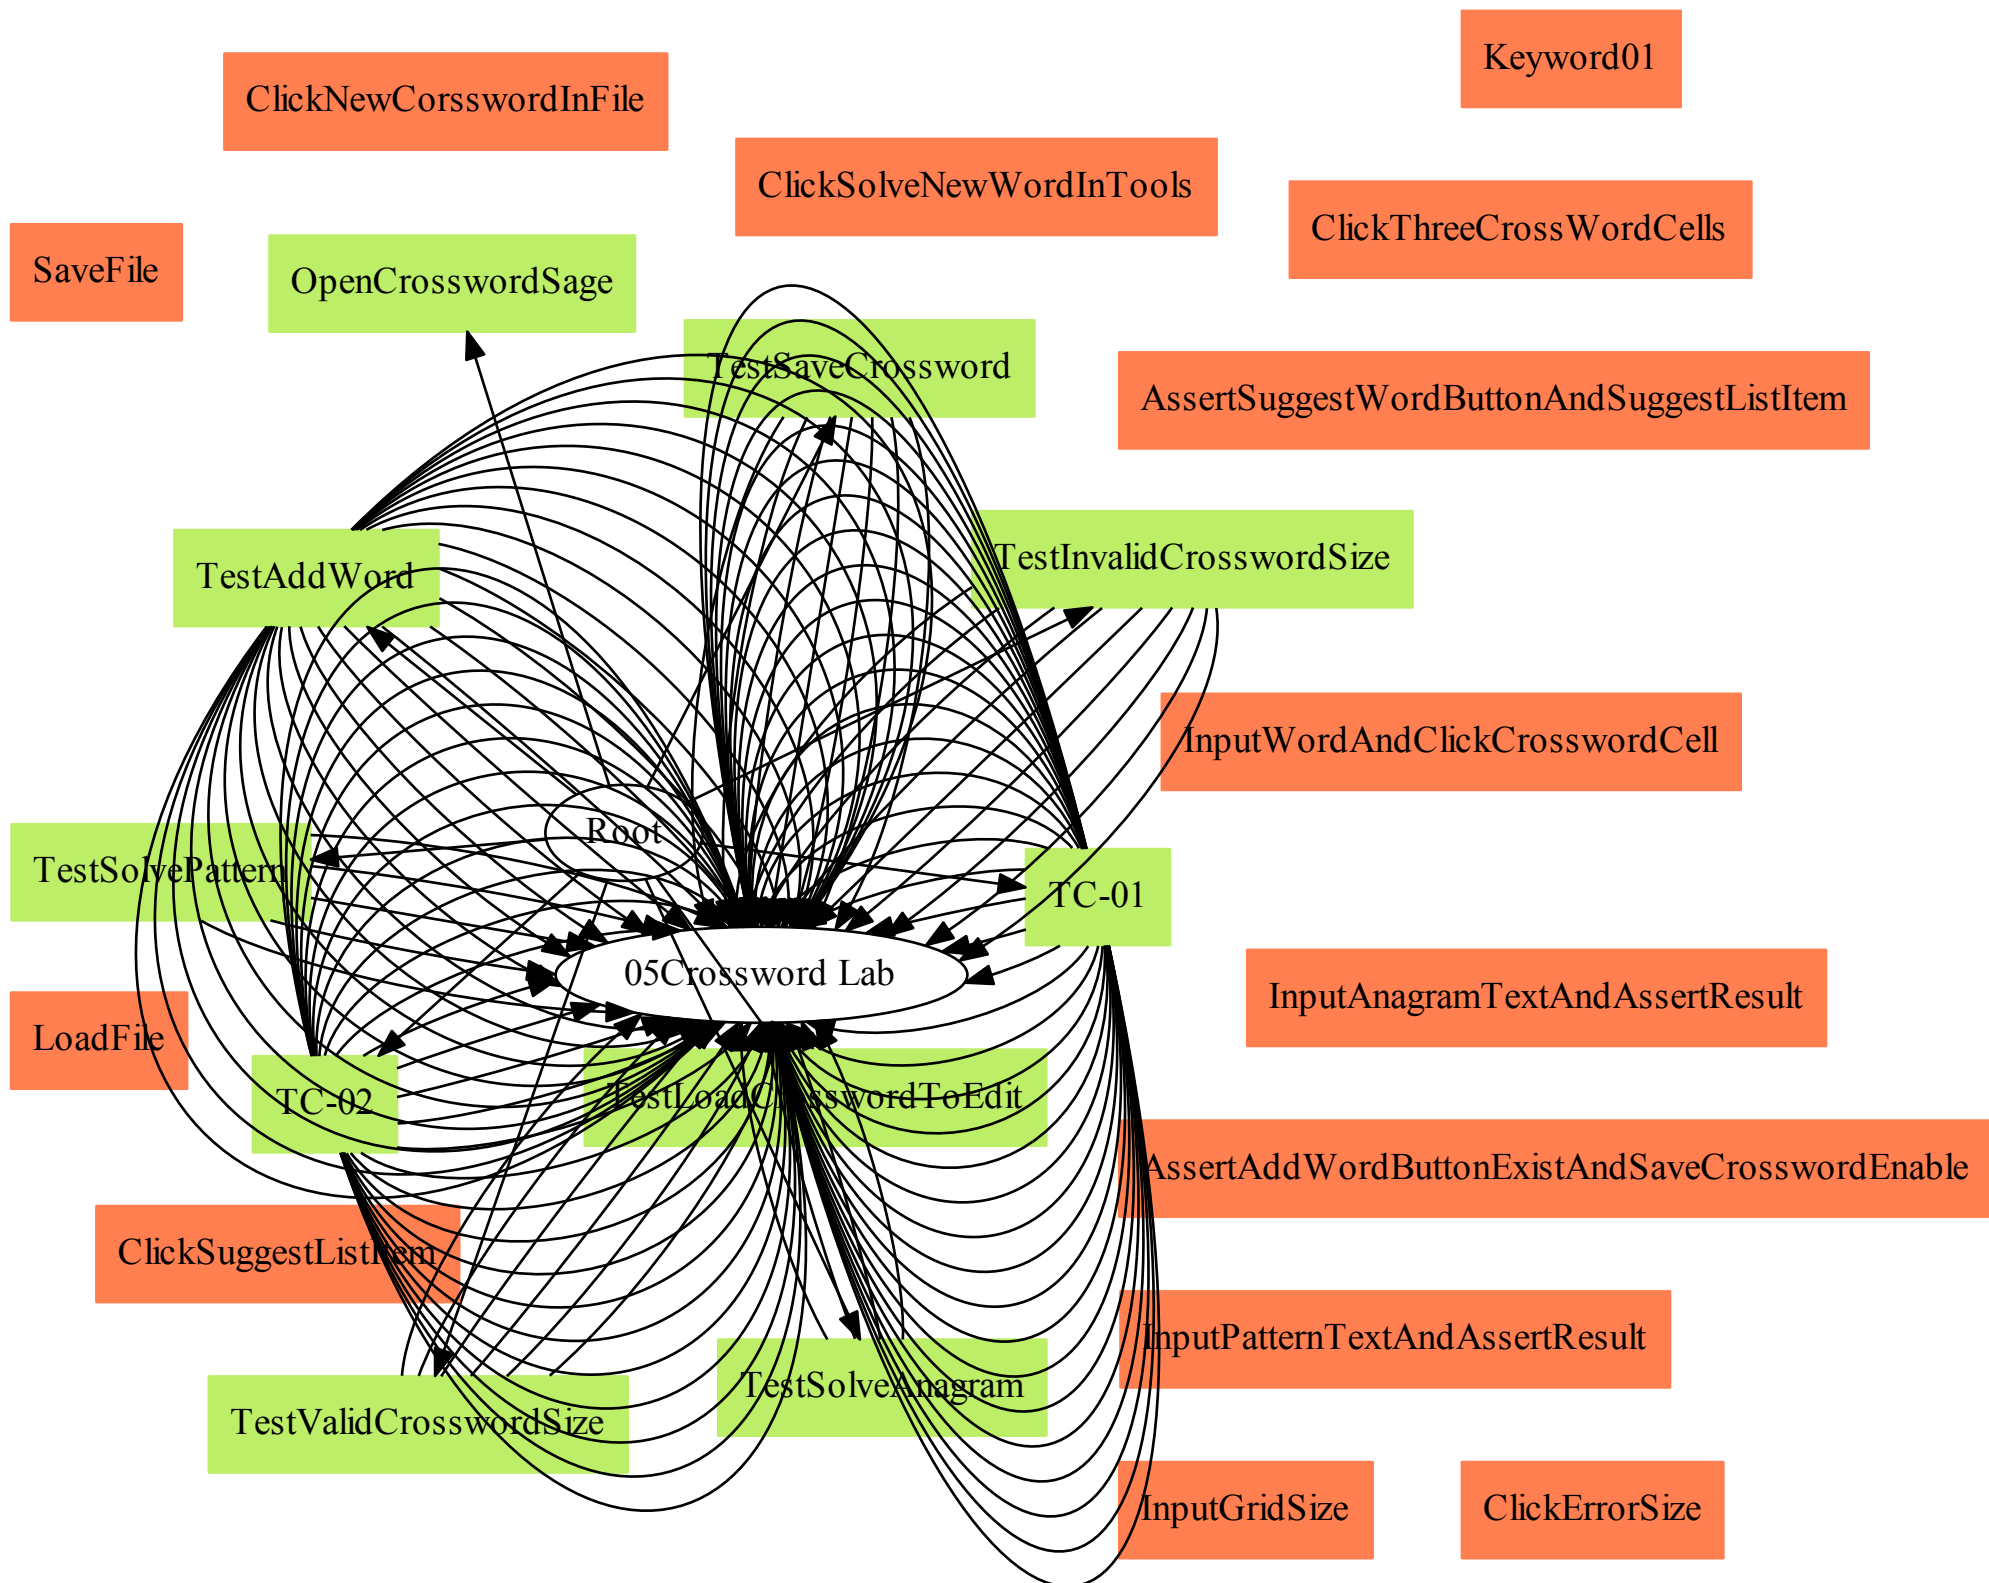 Keyword01
ClickNewCorsswordInFile
ClickSolveNewWordInTools
ClickThreeCrossWordCells
SaveFile
OpenCrosswordSage
TestSaveCrossword
AssertSuggestWordButtonAndSuggestListItem
TestInvalidCrosswordSize
TestAddWord
InputWordAndClickCrosswordCell
Root
TestSolvePattern
TC-01
05Crossword Lab
InputAnagramTextAndAssertResult
LoadFile
TC-02
TestLoadCrosswordToEdit
AssertAddWordButtonExistAndSaveCrosswordEnable
ClickSuggestListItem
InputPatternTextAndAssertResult
TestSolveAnagram
TestValidCrosswordSize
InputGridSize
ClickErrorSize